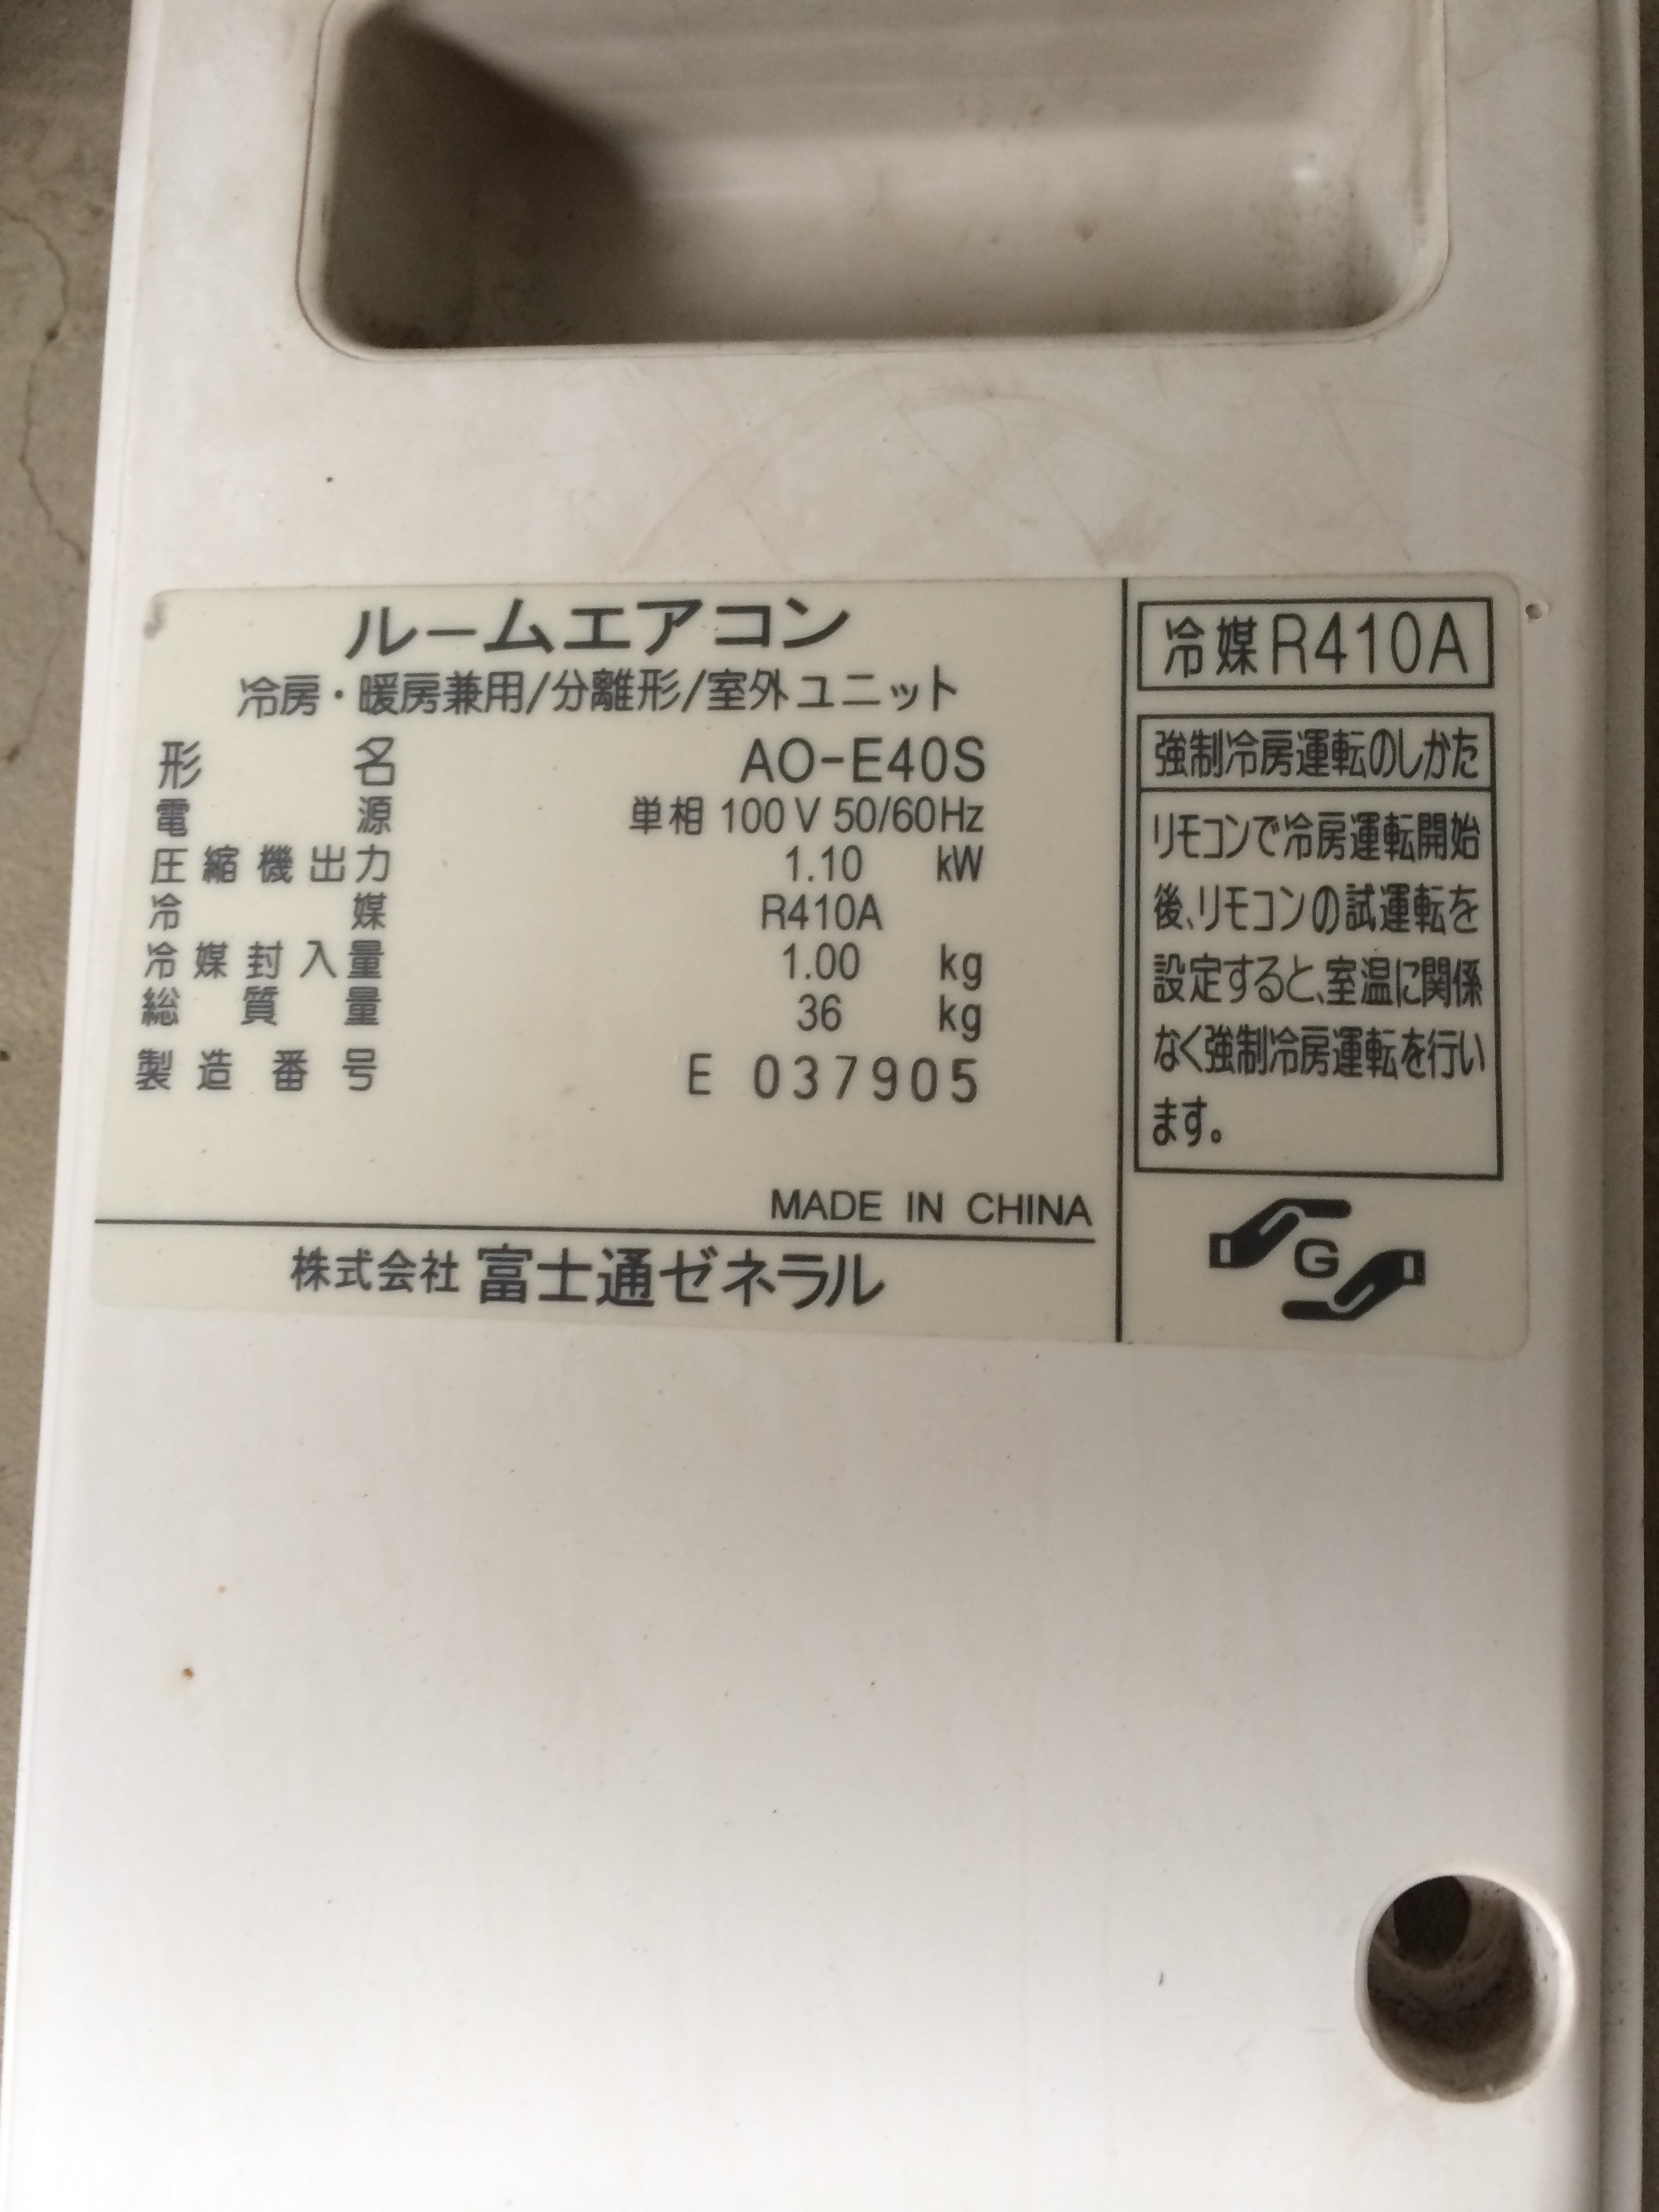 ルームエアコン
冷房・暖房兼用/分離形/室外ユニット
形名 AO-E40S
電源 単相 100V 50/60Hz
圧縮機出力 1.10 kW
冷媒 R410A
冷媒封入量 1.00 kg
総質量 36 kg
製造番号 E 037905
MADE IN CHINA
株式会社 富士通ゼネラル
冷媒R410A
強制冷房運転のしかた
リモコンで冷房運転開始
後、リモコンの試運転を
設定すると、室温に関係
なく強制冷房運転を行い
ます。
G